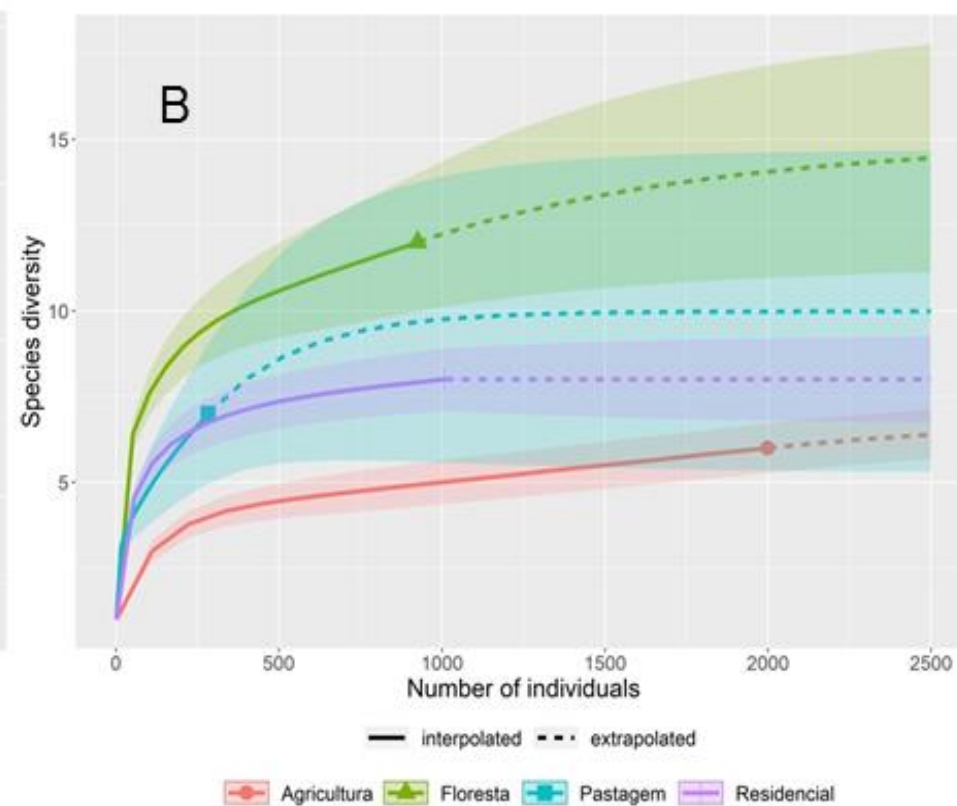 B
15
10
5
Species diversity
0 500 1000 1500 2000 2500
Number of individuals
interpolated extrapolated
Agricultura Floresta Pastagem Residencial